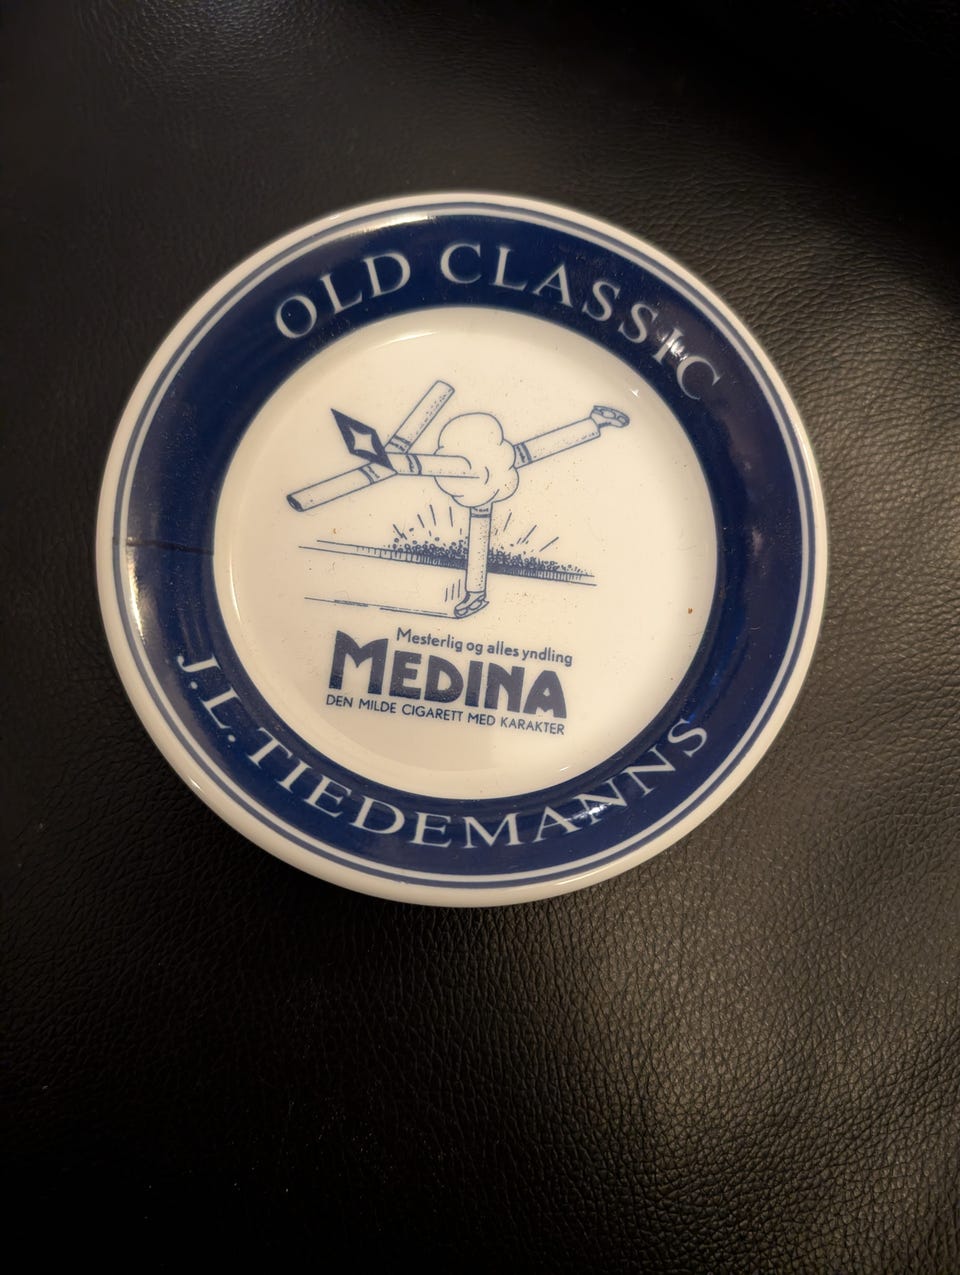 OLD CLASSIC
Mesterlig og alles yndling
MEDINA
DEN MILDE CIGARETT MED KARAKTER
J.L.TIEDEMANNS